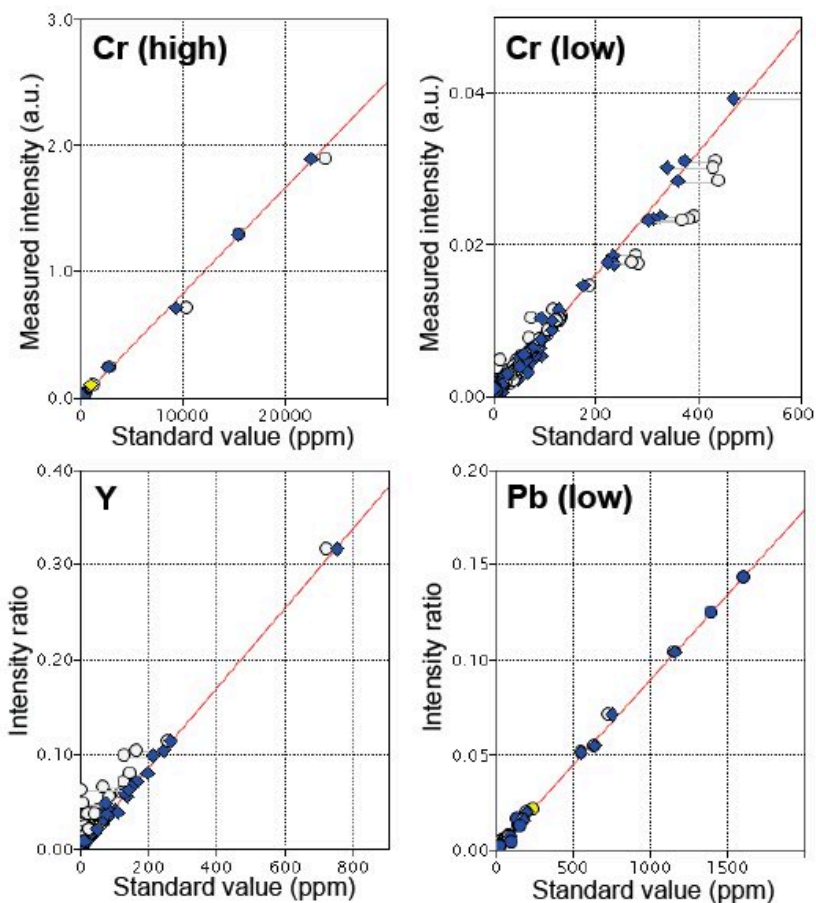 Cr (high)
Measured intensity (a.u.)
3.0
2.0
1.0
0.0
0
10000
20000
Standard value (ppm)
Cr (low)
Measured intensity (a.u.)
0.04
0.02
0.00
0
200
400
600
Standard value (ppm)
Y
Intensity ratio
0.40
0.30
0.20
0.10
0.00
0
200
400
600
800
Standard value (ppm)
Pb (low)
Intensity ratio
0.20
0.15
0.10
0.05
0.00
0
500
1000
1500
Standard value (ppm)